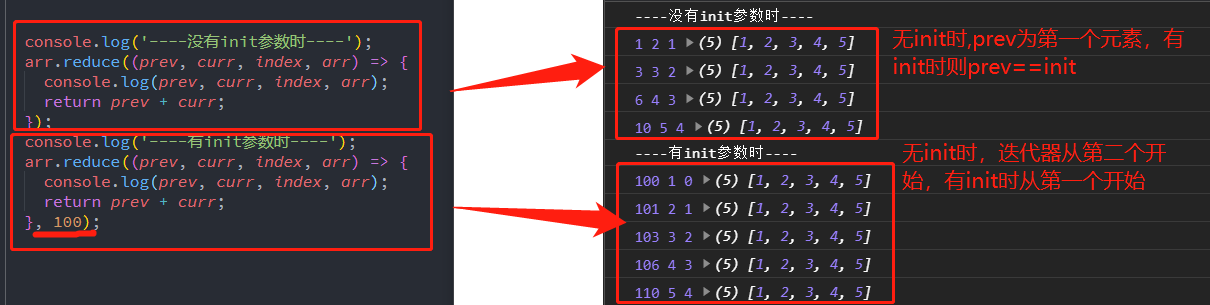 console.log('----没有init参数时----');
arr.reduce((prev, curr, index, arr) => {
console.log(prev, curr, index, arr);
return prev + curr;
});
console.log('----有init参数时----');
arr.reduce((prev, curr, index, arr) => {
console.log(prev, curr, index, arr);
return prev + curr;
}, 100);
----没有init参数时----
1 2 1 ▶(5) [1, 2, 3, 4, 5]
3 3 2 ▶(5) [1, 2, 3, 4, 5]
6 4 3 ▶(5) [1, 2, 3, 4, 5]
10 5 4 ▶(5) [1, 2, 3, 4, 5]
----有init参数时----
100 1 0 ▶(5) [1, 2, 3, 4, 5]
101 2 1 ▶(5) [1, 2, 3, 4, 5]
103 3 2 ▶(5) [1, 2, 3, 4, 5]
106 4 3 ▶(5) [1, 2, 3, 4, 5]
110 5 4 ▶(5) [1, 2, 3, 4, 5]
无init时,prev为第一个元素，有
init时则prev==init
无init时，迭代器从第二个开
始，有init时从第一个开始